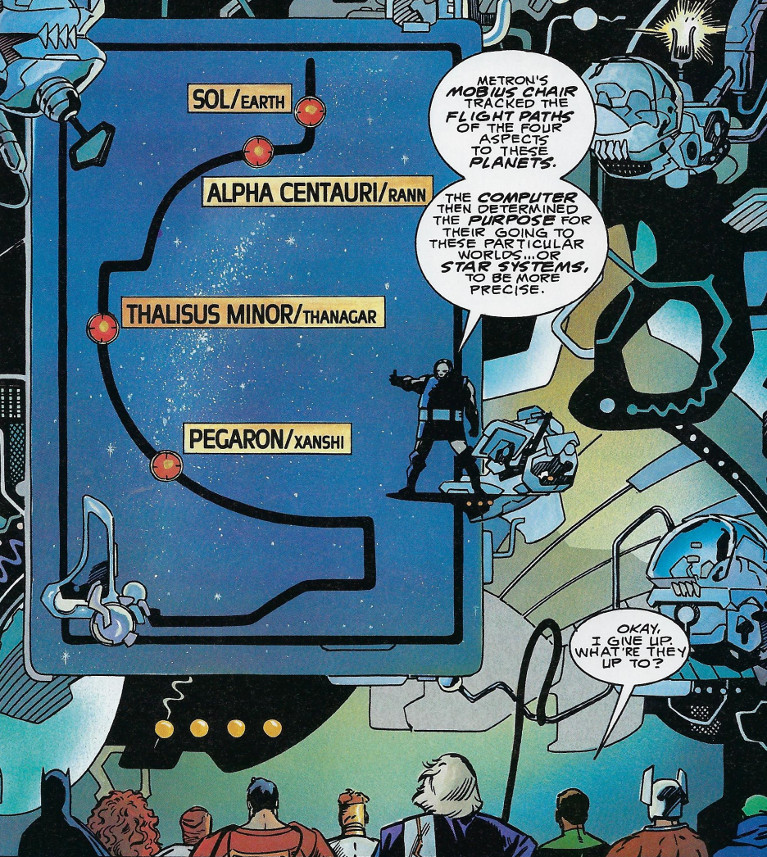 METRON'S
MOBIUS CHAIR
TRACKED THE
FLIGHT PATHS
OF THE FOUR
ASPECTS
TO THESE
PLANETS.
THE COMPUTER
THEN DETERMINED
THE PURPOSE FOR
THEIR GOING TO
THESE PARTICULAR
WORLDS...OR
STAR SYSTEMS,
TO BE MORE
PRECISE.
SOL/EARTH
ALPHA CENTAURI/RANN
THALISUS MINOR/THANAGAR
PEGARON/XANSHI
OKAY,
I GIVE UP.
WHAT'RE THEY
UP TO?